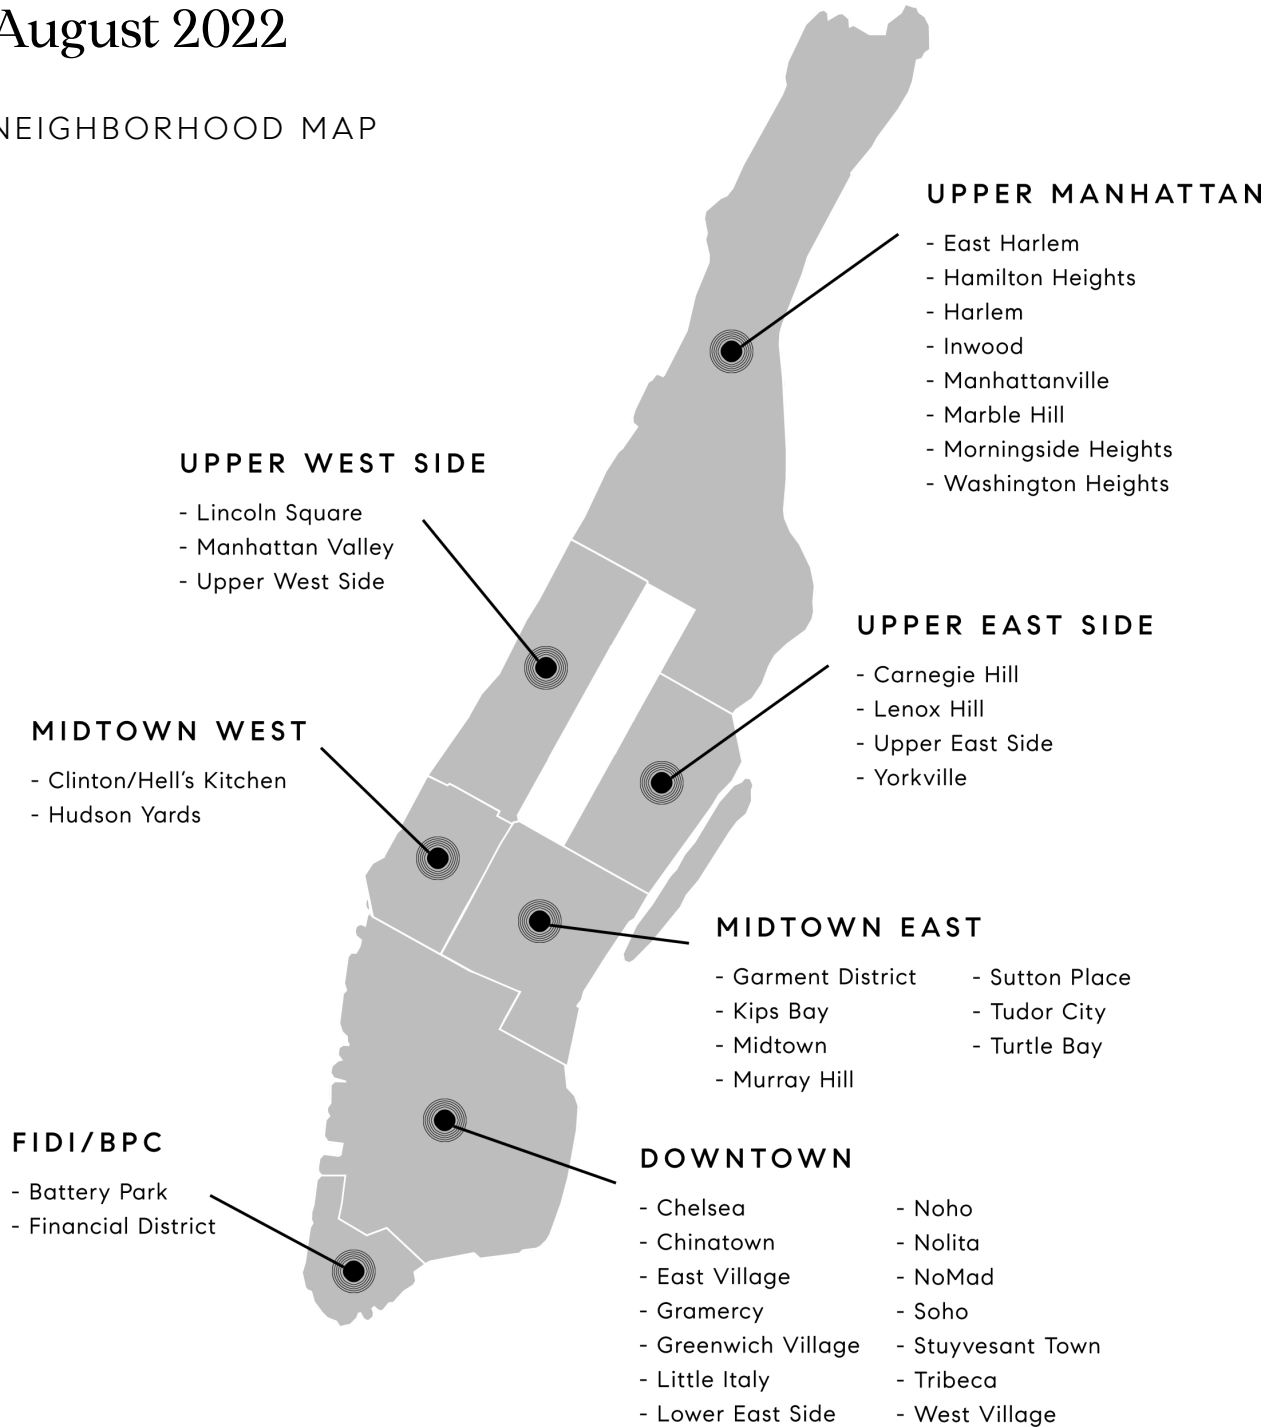 August 2022
NEIGHBORHOOD MAP
UPPER MANHATTAN
- East Harlem
- Hamilton Heights
- Harlem
- Inwood
- Manhattanville
- Marble Hill
- Morningside Heights
- Washington Heights
UPPER WEST SIDE
- Lincoln Square
- Manhattan Valley
- Upper West Side
UPPER EAST SIDE
- Carnegie Hill
- Lenox Hill
- Upper East Side
- Yorkville
MIDTOWN WEST
- Clinton/Hell's Kitchen
- Hudson Yards
MIDTOWN EAST
- Garment District
- Kips Bay
- Midtown
- Murray Hill
- Sutton Place
- Tudor City
- Turtle Bay
FIDI/BPC
- Battery Park
- Financial District
DOWNTOWN
- Chelsea
- Chinatown
- East Village
- Gramercy
- Greenwich Village
- Little Italy
- Lower East Side
- Noho
- Nolita
- NoMad
- Soho
- Stuyvesant Town
- Tribeca
- West Village